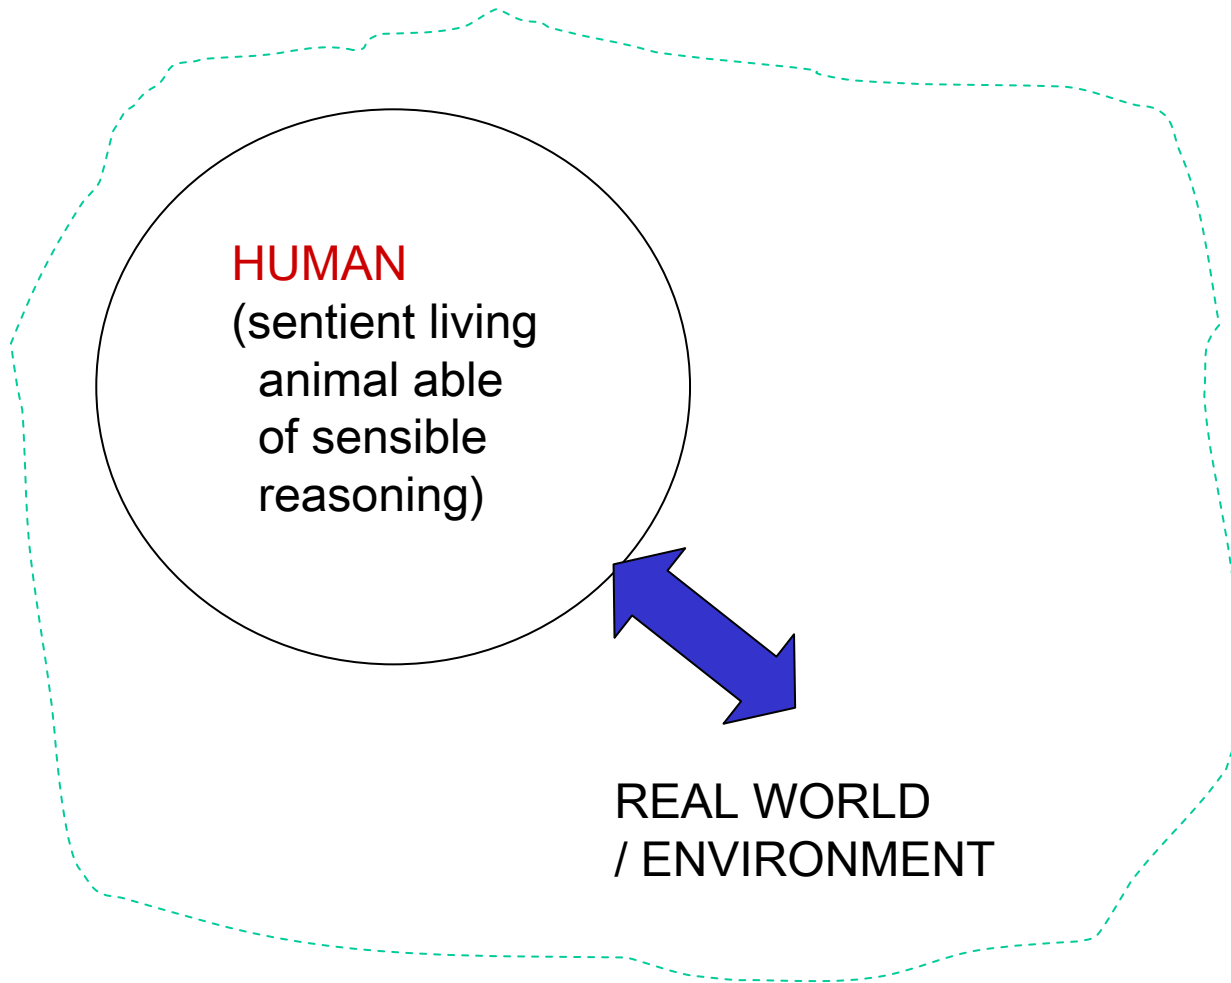 HUMAN
(sentient living
animal able
of sensible
reasoning)
REAL WORLD
/ ENVIRONMENT